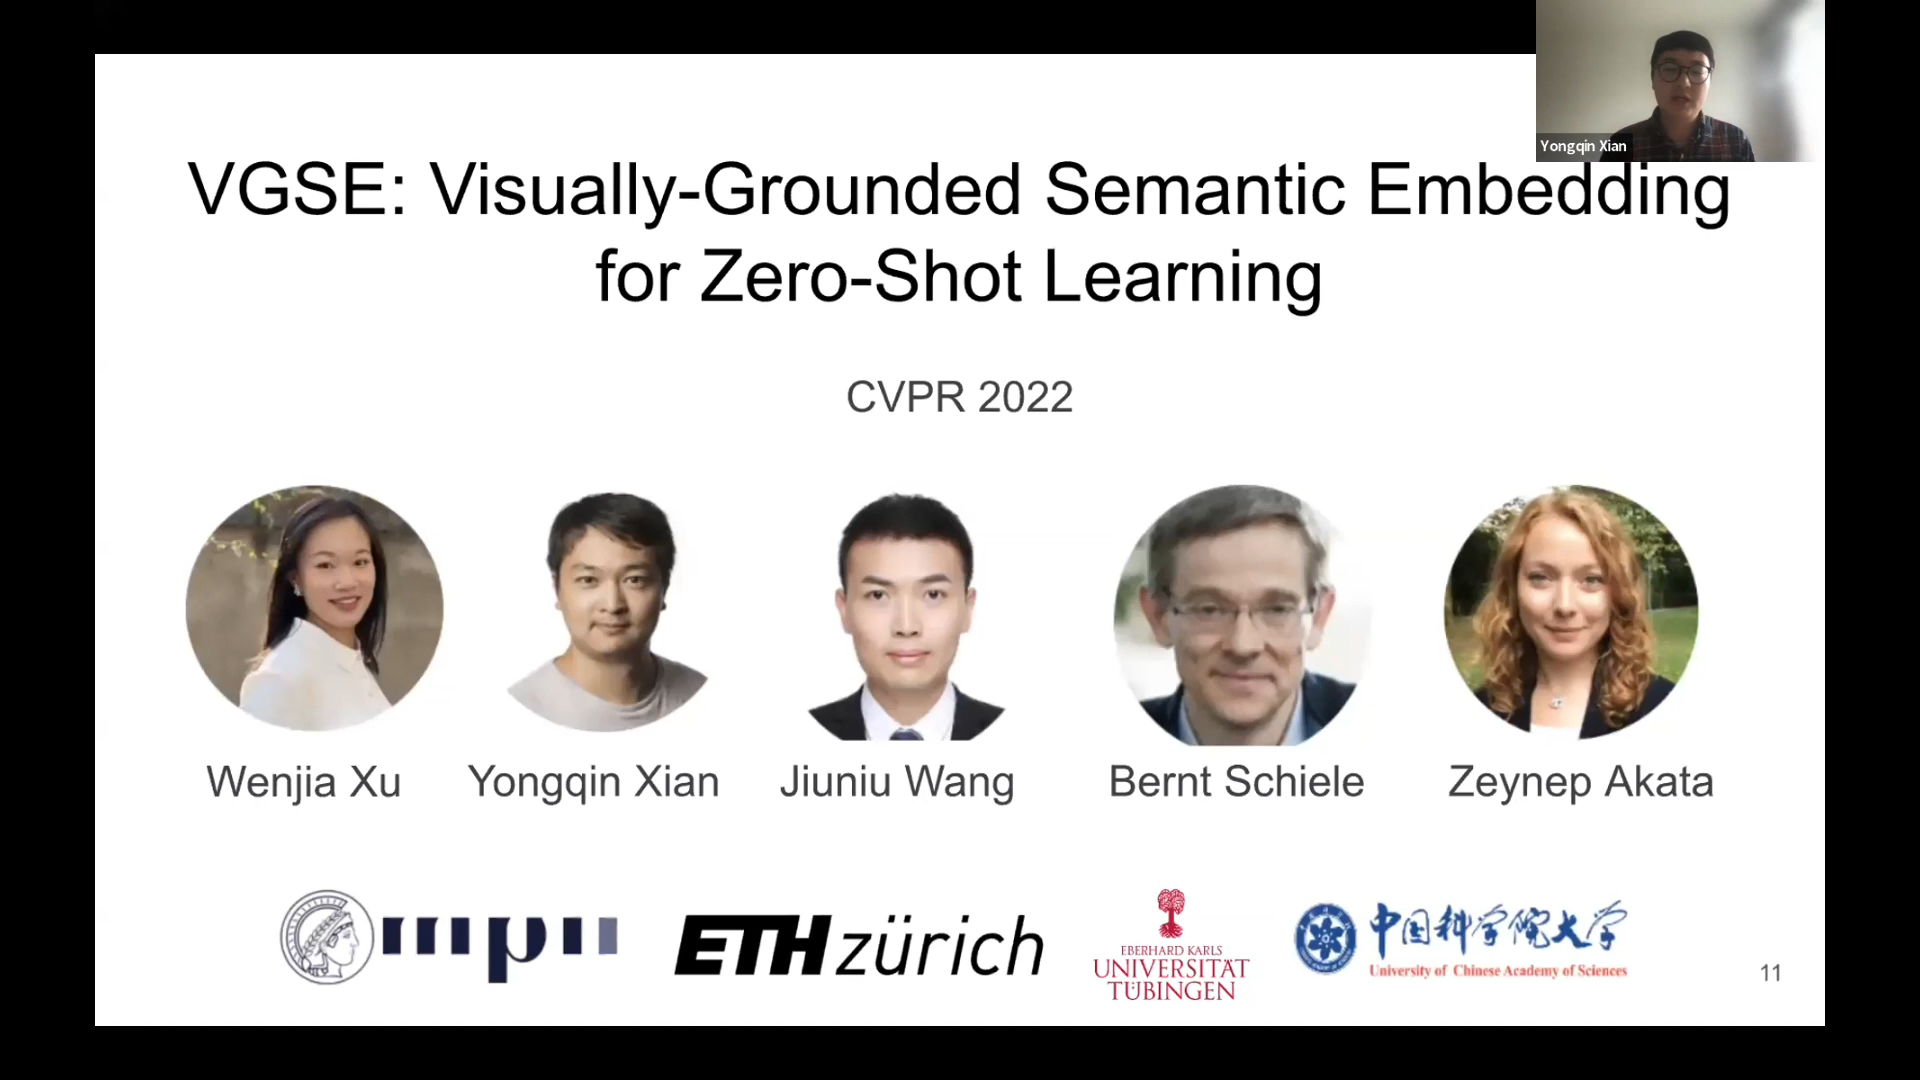 Yongqin Xian
VGSE: Visually-Grounded Semantic Embedding
for Zero-Shot Learning
CVPR 2022
Wenjia Xu
Yongqin Xian
Jiuniu Wang
Bernt Schiele
Zeynep Akata
mpii
ETH zürich
EBERHARD KARLS
UNIVERSITÄT
TÜBINGEN
中国科学院大学
University of Chinese Academy of Sciences
11